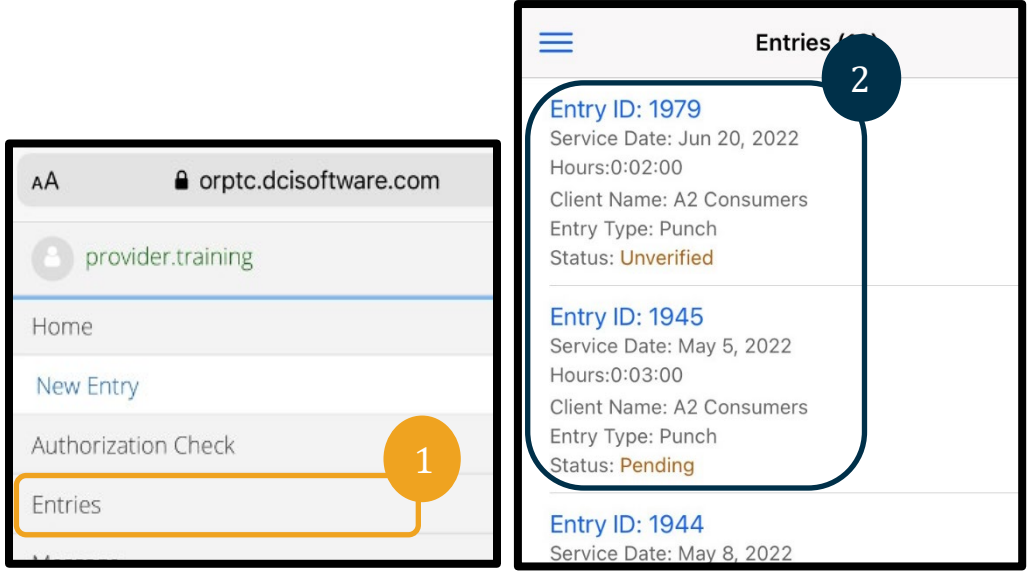 AA orptc.dcisoftware.com
provider.training
Home
New Entry
Authorization Check
1
Entries
Entries
2
Entry ID: 1979
Service Date: Jun 20, 2022
Hours:0:02:00
Client Name: A2 Consumers
Entry Type: Punch
Status: Unverified
Entry ID: 1945
Service Date: May 5, 2022
Hours:0:03:00
Client Name: A2 Consumers
Entry Type: Punch
Status: Pending
Entry ID: 1944
Service Date: May 8, 2022